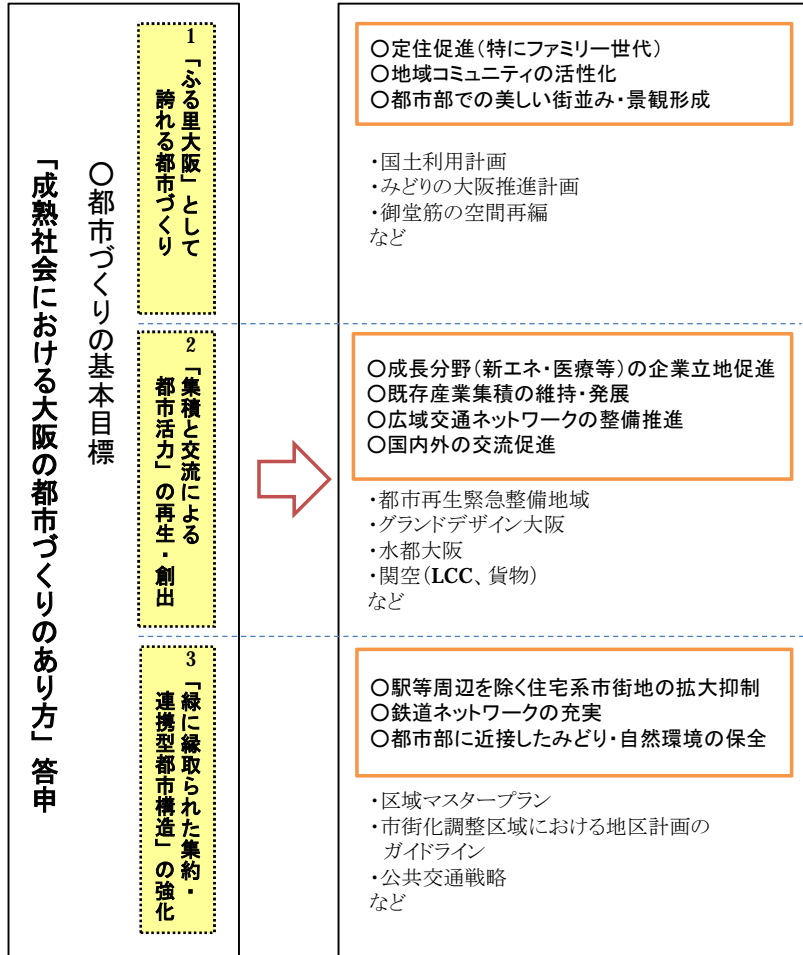 「成熟社会における大阪の都市づくりのあり方」答申
〇都市づくりの基本目標
1
「ふる里大阪」として
誇れる都市づくり
〇定住促進(特にファミリー世代)
〇地域コミュニティの活性化
〇都市部での美しい街並み・景観形成
・国土利用計画
・みどりの大阪推進計画
・御堂筋の空間再編
など
2
「集積と交流による
都市活力」の再生・創出
〇成長分野(新エネ・医療等)の企業立地促進
〇既存産業集積の維持・発展
〇広域交通ネットワークの整備推進
〇国内外の交流促進
・都市再生緊急整備地域
・グランドデザイン大阪
・水都大阪
・関空(LCC、貨物)
など
3
「緑に縁取られた集約・
連携型都市構造」の強化
〇駅等周辺を除く住宅系市街地の拡大抑制
〇鉄道ネットワークの充実
〇都市部に近接したみどり・自然環境の保全
・区域マスタープラン
・市街化調整区域における地区計画の
ガイドライン
・公共交通戦略
など